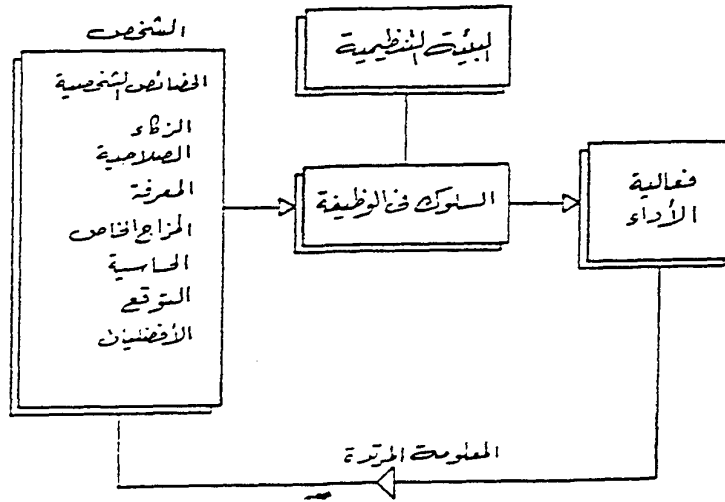 الشخص
الخصائص الشخصية
الذكاء
الصلاحية
المعرفة
المزاج الخاص
الحساسية
التوقع
الأفضليات
البيئة التنظيمية
السلوك في الوظيفة
فعالية
الأداء
المعلومة المرتدة